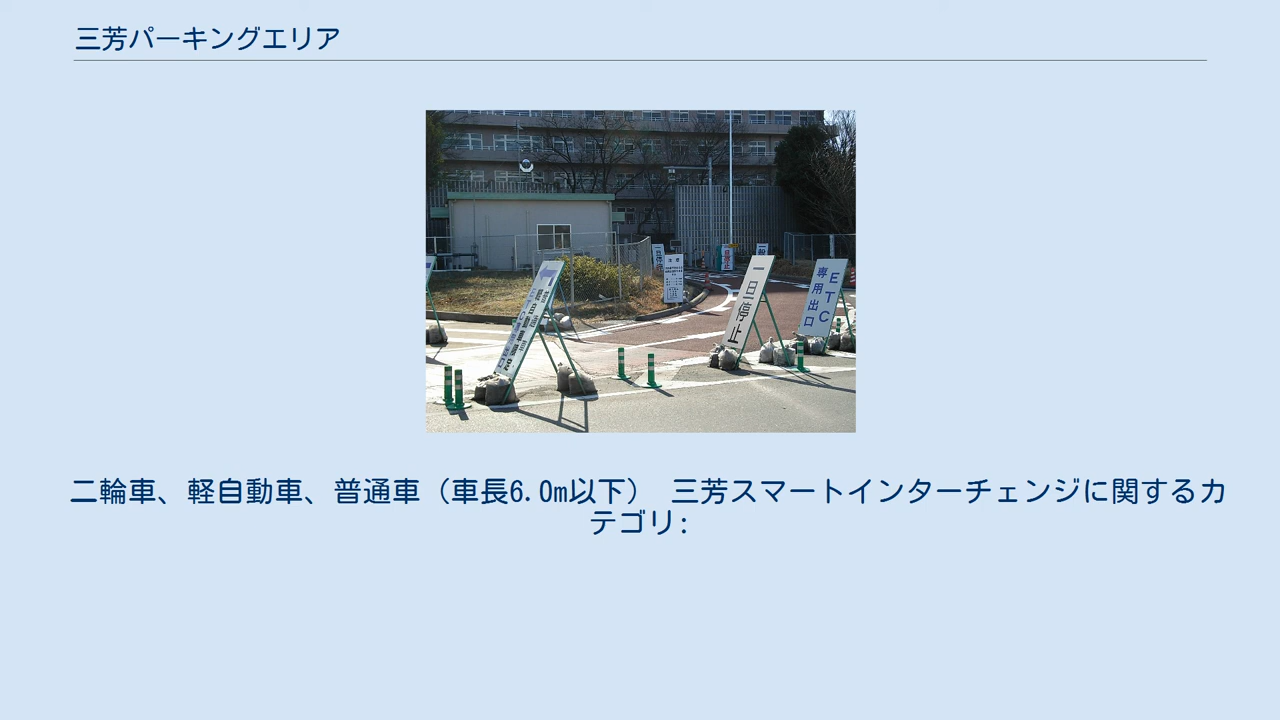 三芳パーキングエリア
一旦停止
ETC
専用出口
二輪車、軽自動車、普通車（車長6.0m以下） 三芳スマートインターチェンジに関するカ
テゴリ: